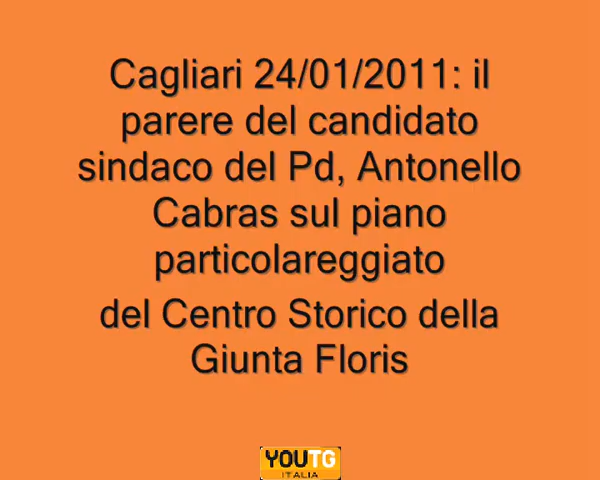 Cagliari 24/01/2011: il
parere del candidato
sindaco del Pd, Antonello
Cabras sul piano
particolareggiato
del Centro Storico della
Giunta Floris
YOUTG
ITALIA